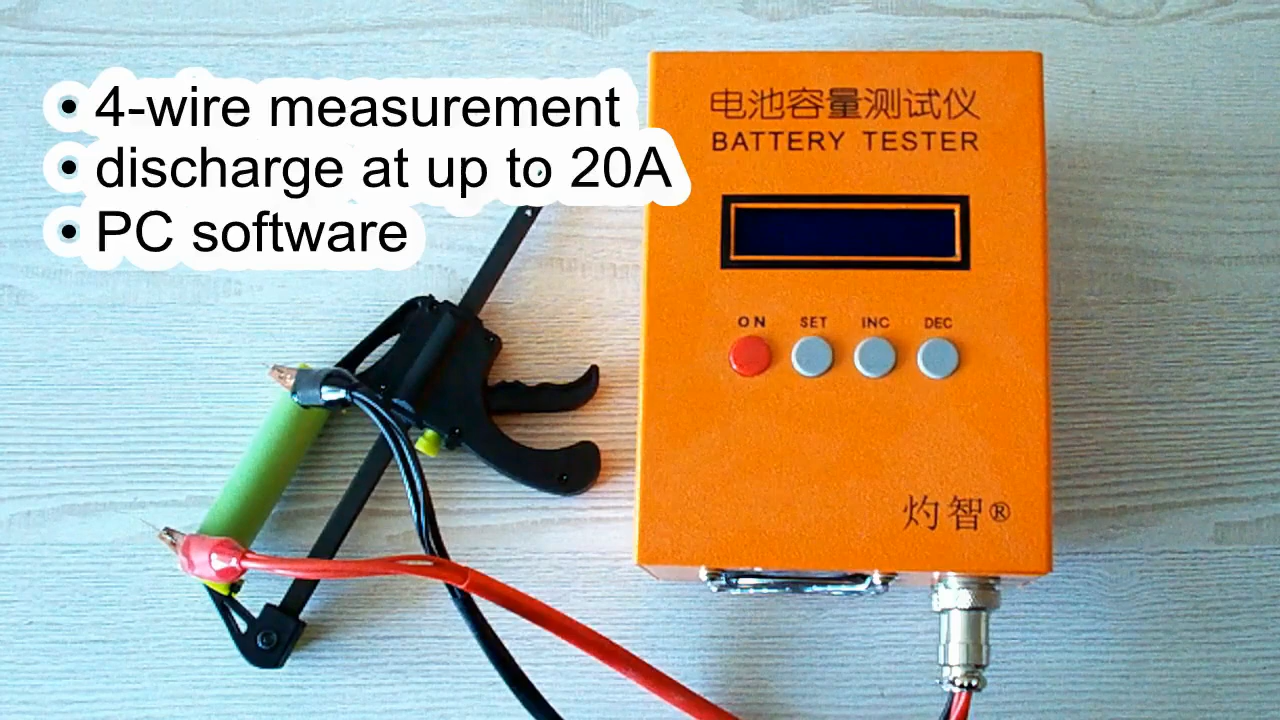 • 4-wire measurement
• discharge at up to 20A
• PC software
电池容量测试仪
BATTERY TESTER
ON SET INC DEC
灼智®